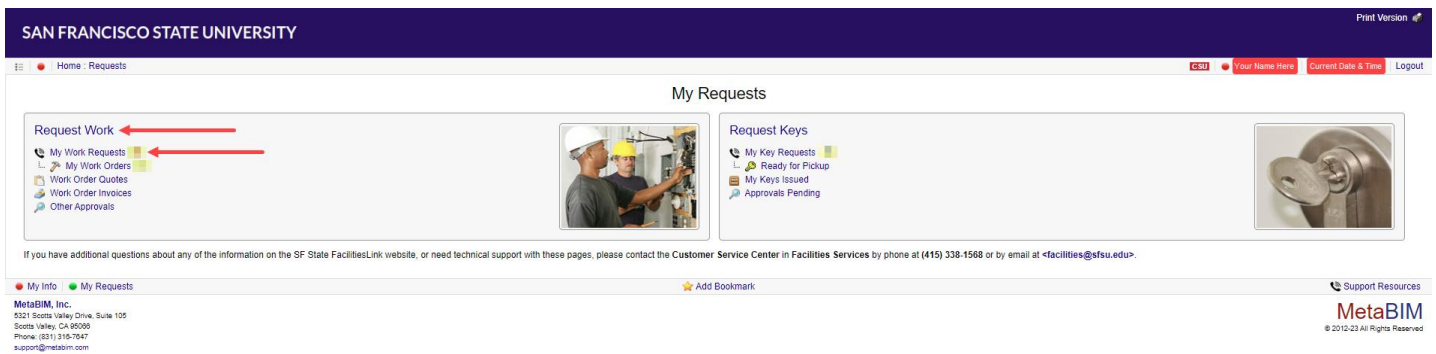 Print Version
SAN FRANCISCO STATE UNIVERSITY
Home : Requests
CSU Your Name Here Current Date & Time Logout
My Requests
Request Work
My Work Requests
My Work Orders
Work Order Quotes
Work Order Invoices
Other Approvals
Request Keys
My Key Requests
Ready for Pickup
My Keys Issued
Approvals Pending
If you have additional questions about any of the information on the SF State FacilitiesLink website, or need technical support with these pages, please contact the Customer Service Center in Facilities Services by phone at (415) 338-1568 or by email at <facilities@sfsu.edu>.
My Info My Requests
Add Bookmark
Support Resources
MetaBIM, Inc.
5321 Scotts Valley Drive, Suite 105
Scotts Valley, CA 95066
Phone: (831) 316-7647
support@metabim.com
MetaBIM
© 2012-23 All Rights Reserved